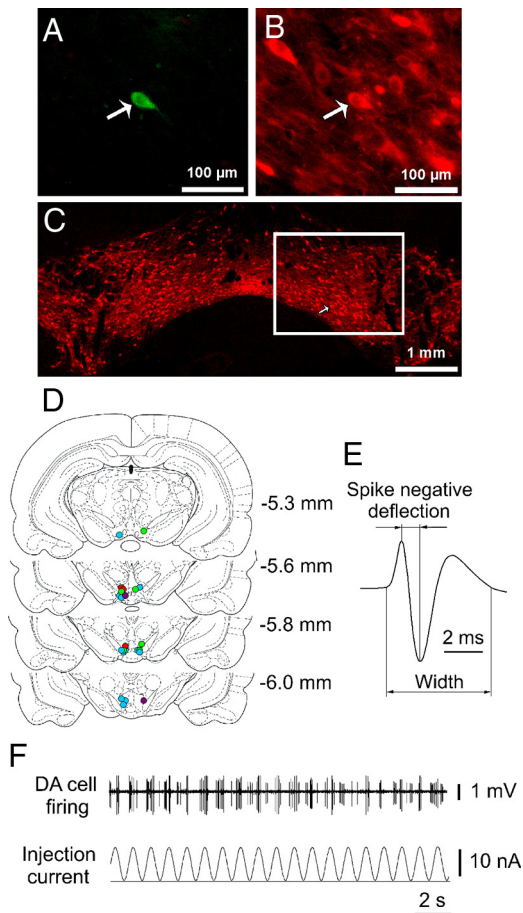 A
B
100 µm
100 µm
C
1 mm
D
-5.3 mm
-5.6 mm
-5.8 mm
-6.0 mm
E
Spike negative
deflection
2 ms
Width
F
DA cell
firing
1 mV
Injection
current
10 nA
2 s